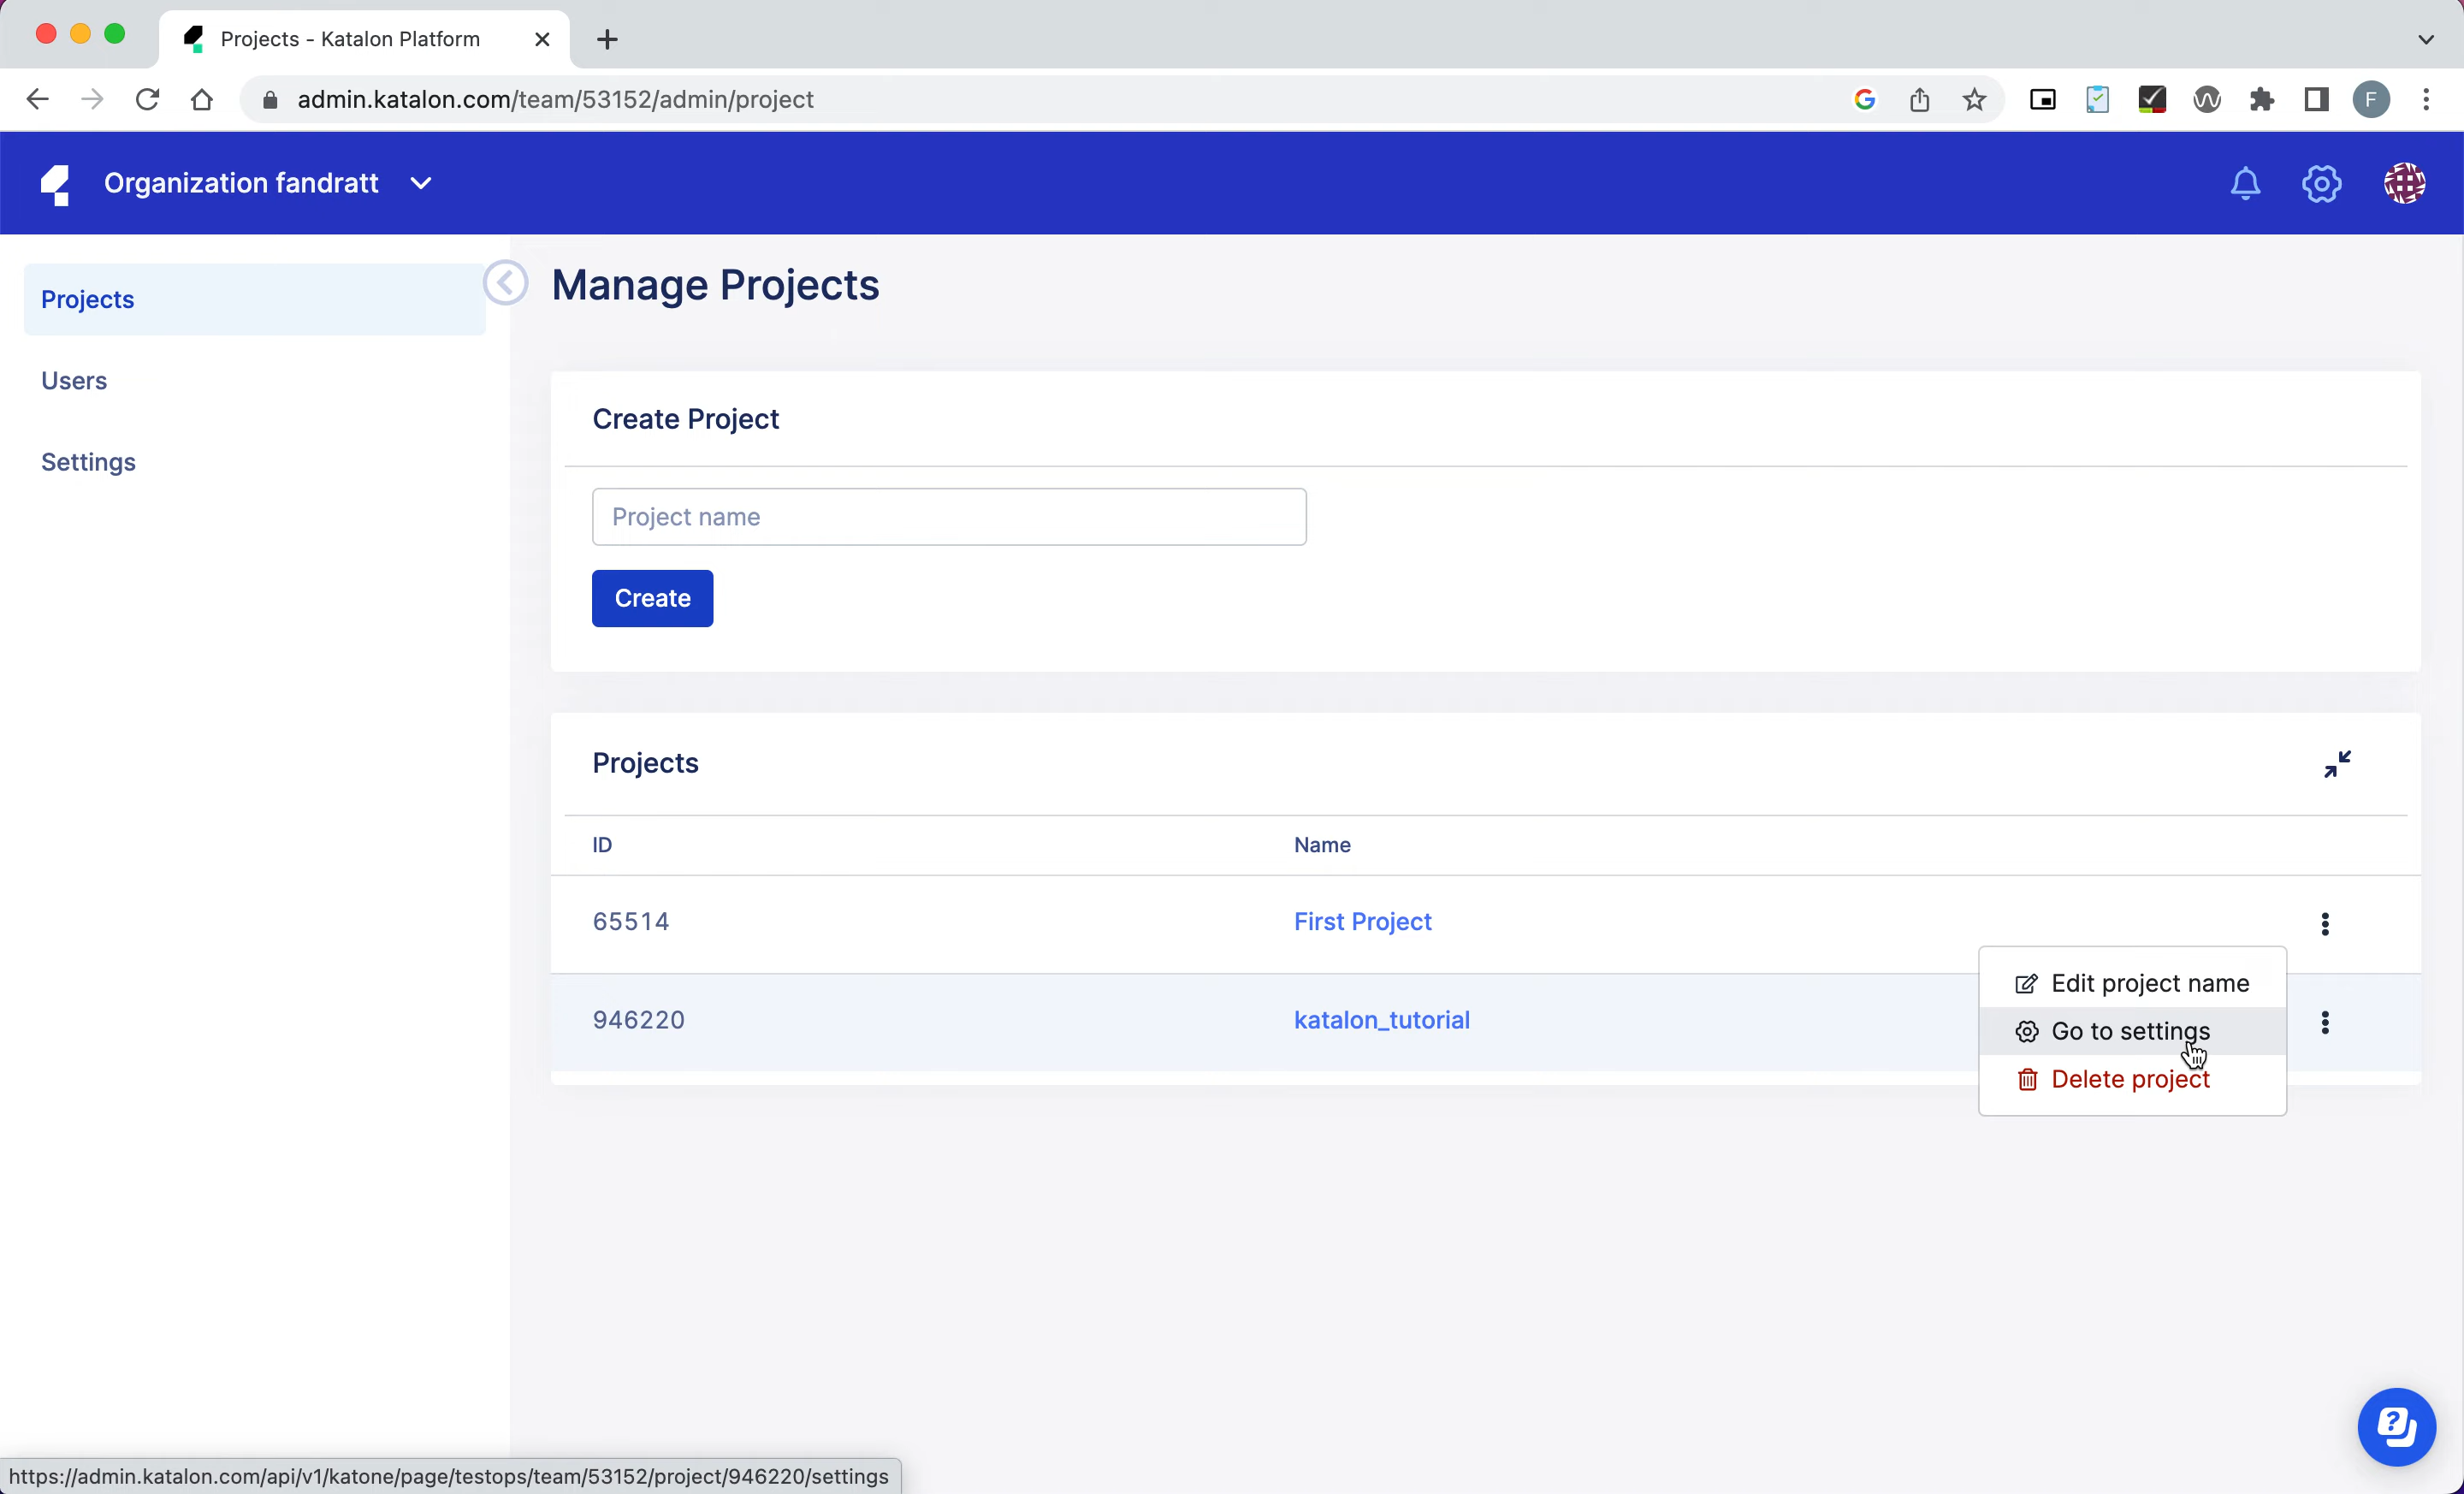 Projects - Katalon Platform
admin.katalon.com/team/53152/admin/project
F
Organization fandratt
Projects
Users
Settings
Manage Projects
Create Project
Project name
Create
Projects
ID Name
65514 First Project
946220 katalon_tutorial
Edit project name
Go to settings
Delete project
https://admin.katalon.com/api/v1/katone/page/testops/team/53152/project/946220/settings